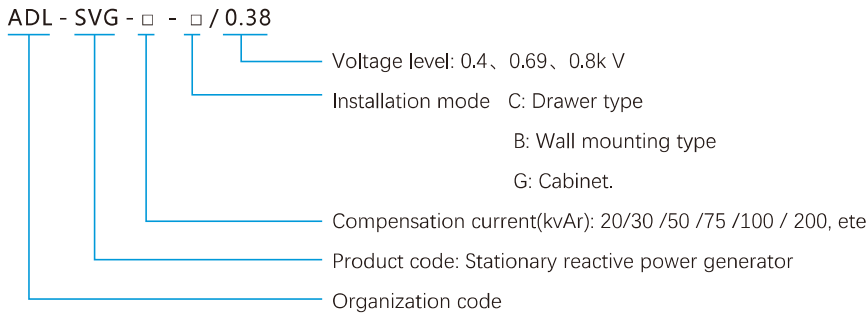 ADL - SVG - □ - □ / 0.38
Voltage level: 0.4、0.69、0.8k V
Installation mode C: Drawer type
B: Wall mounting type
G: Cabinet.
Compensation current(kvAr): 20/30 /50 /75 /100 / 200, ete
Product code: Stationary reactive power generator
Organization code